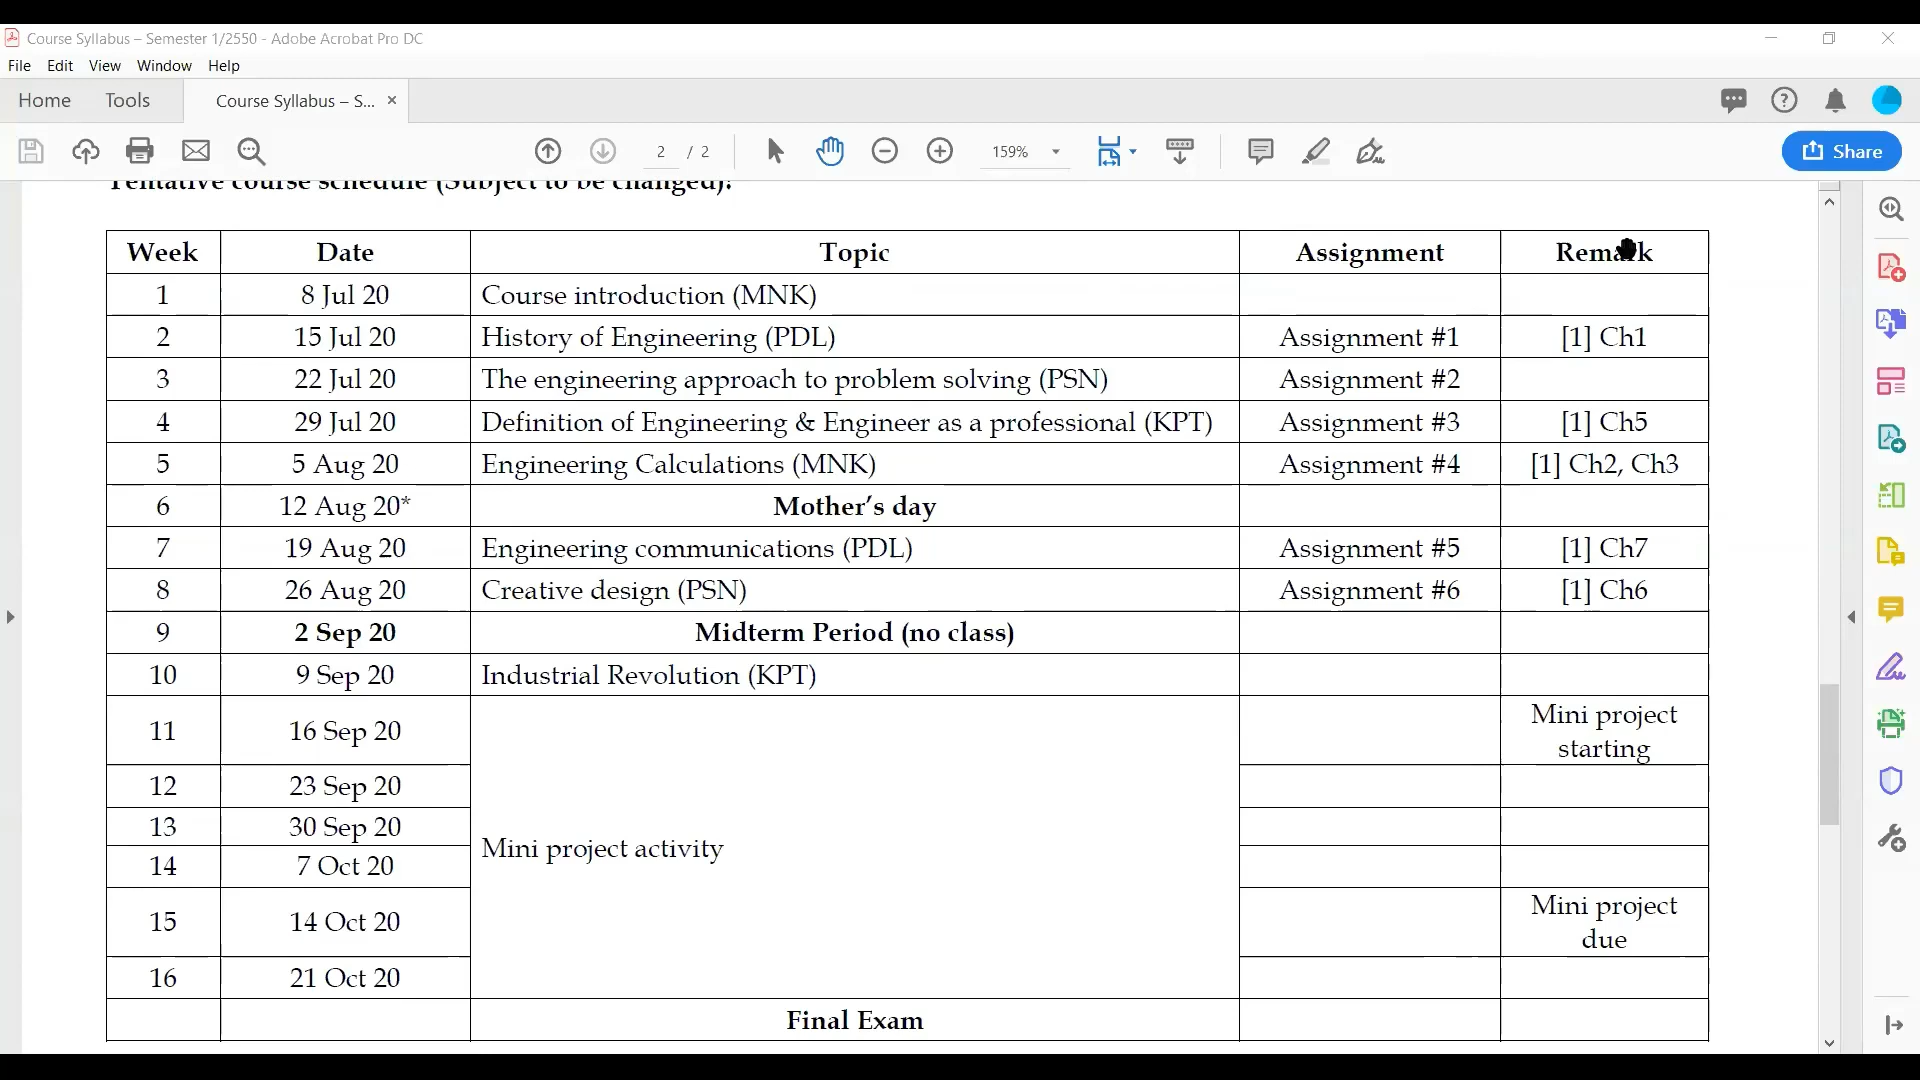 Course Syllabus – Semester 1/2550 - Adobe Acrobat Pro DC
File Edit View Window Help
Home Tools Course Syllabus – S... ×
2 / 2 159% Share
Tentative course schedule (Subject to be changed):
Week Date Topic Assignment Remark
1 8 Jul 20 Course introduction (MNK)
2 15 Jul 20 History of Engineering (PDL) Assignment #1 [1] Ch1
3 22 Jul 20 The engineering approach to problem solving (PSN) Assignment #2
4 29 Jul 20 Definition of Engineering & Engineer as a professional (KPT) Assignment #3 [1] Ch5
5 5 Aug 20 Engineering Calculations (MNK) Assignment #4 [1] Ch2, Ch3
6 12 Aug 20* Mother’s day
7 19 Aug 20 Engineering communications (PDL) Assignment #5 [1] Ch7
8 26 Aug 20 Creative design (PSN) Assignment #6 [1] Ch6
9 2 Sep 20 Midterm Period (no class)
10 9 Sep 20 Industrial Revolution (KPT)
11 16 Sep 20 Mini project starting
12 23 Sep 20
13 30 Sep 20
Mini project activity
14 7 Oct 20
15 14 Oct 20 Mini project due
16 21 Oct 20
Final Exam